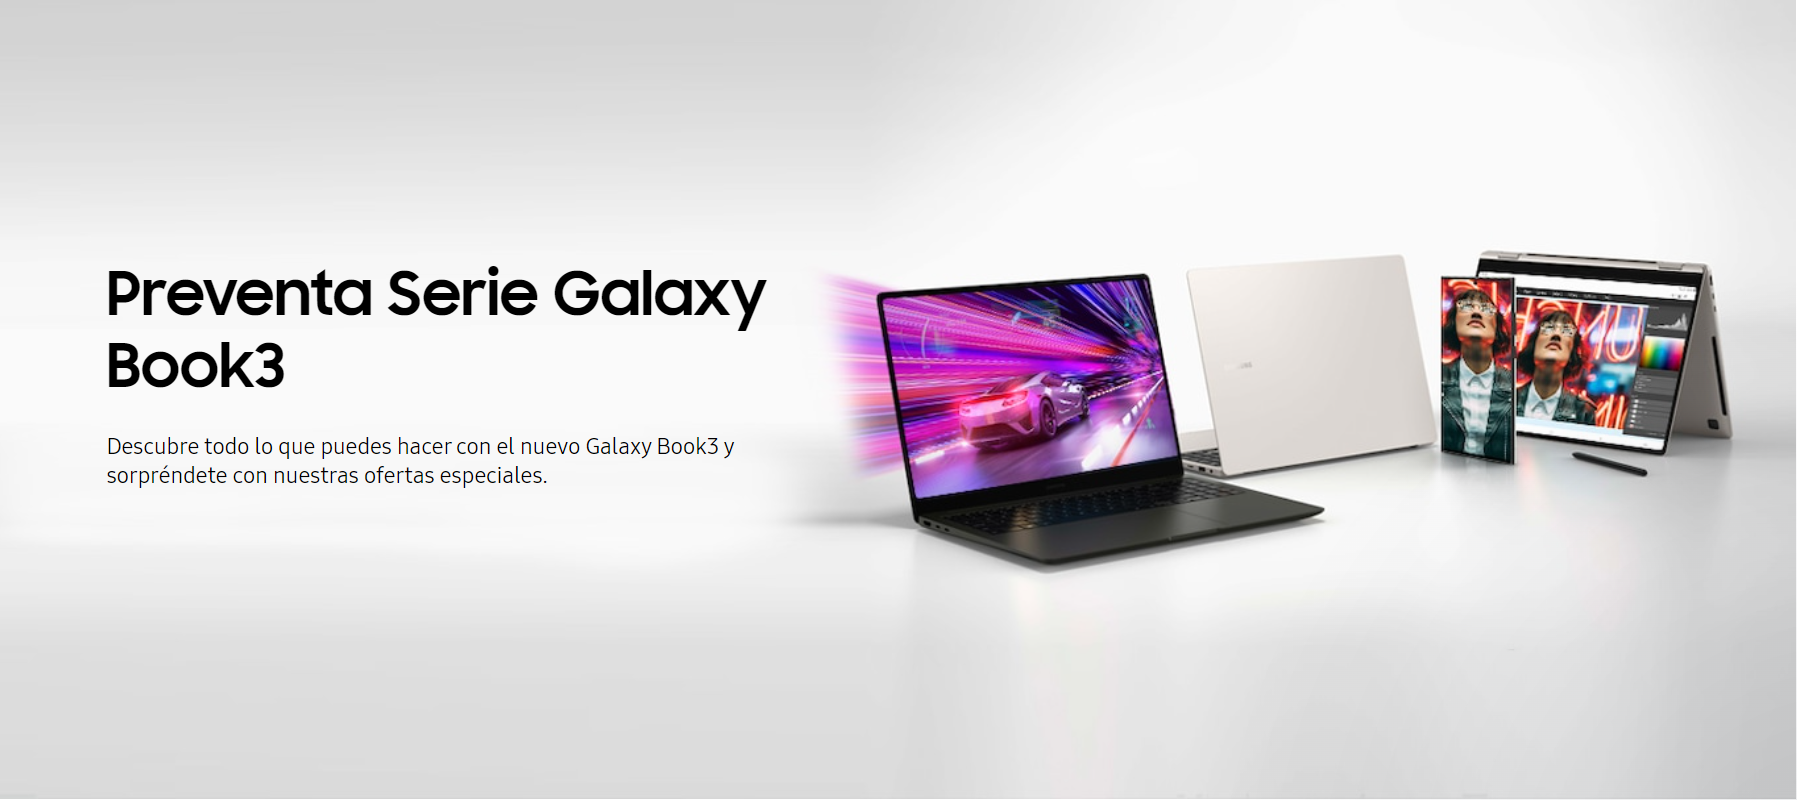 Preventa Serie Galaxy
Book3
Descubre todo lo que puedes hacer con el nuevo Galaxy Book3 y
sorpréndete con nuestras ofertas especiales.